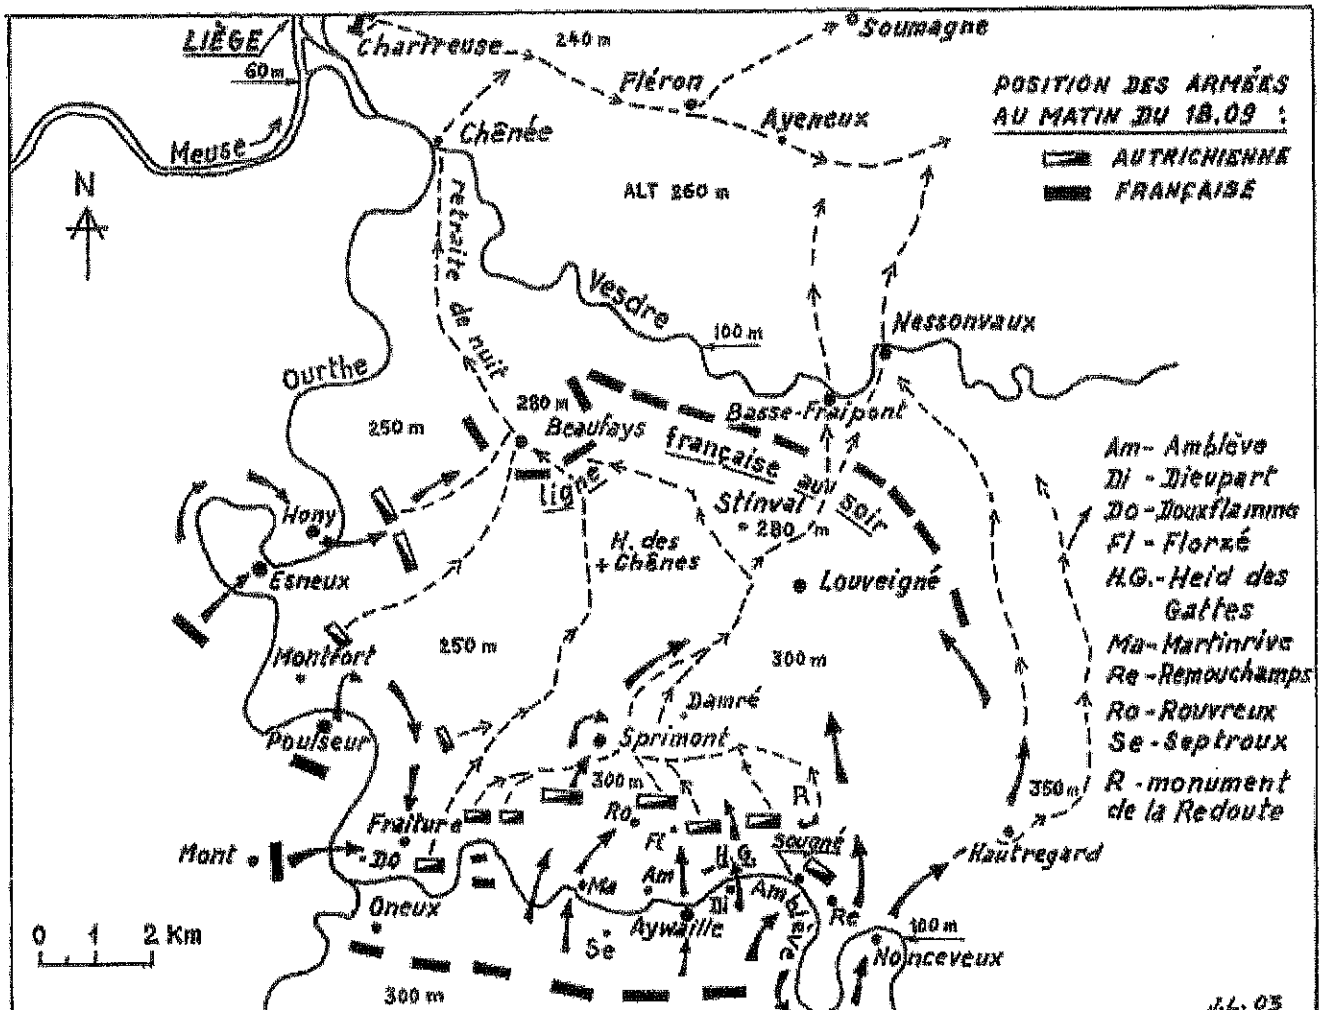 LIÈGE
60 m
Meuse
N
Chartreuse
240 m
Soumagne
Fléron
Ayeneux
Chênée
ALT 260 m
POSITION DES ARMÉES
AU MATIN DU 18.09 :
AUTRICHIENNE
FRANÇAISE
retraite de nuit
Vesdre
100 m
Nessonvaux
Ourthe
250 m
280 m
Beaufays
Basse-Fraipont
ligne française au soir
Stinval
280 m
Hony
Esneux
H. des
+ Chênes
Louveigné
Montfort
250 m
300 m
Damré
Poulseur
Sprimont
300 m
Ro
Fl
R
350 m
Fraiture
Do
Mont
Sougné
H.G.
Hautregard
Ma
Am
Di
Amblève
Re
Oneux
Aywaille
Se
100 m
Nonceveux
0 1 2 Km
300 m
Am- Amblève
Di - Dieupart
Do - Douxflamme
Fl - Florzé
H.G.- Heid des
Gattes
Ma - Martinrive
Re - Remouchamps
Ro - Rouvreux
Se - Septroux
R - monument
de la Redoute
J.L. 03